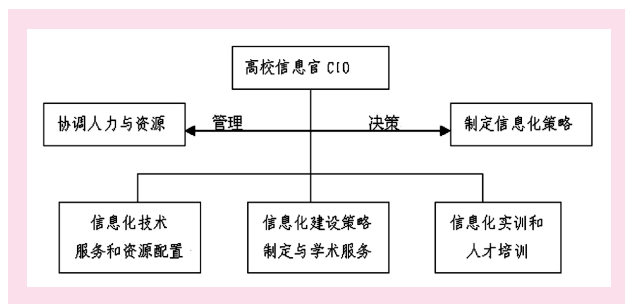 高校信息官CIO
协调人力与资源
管理
决策
制定信息化策略
信息化技术
服务和资源配置
信息化建设策略
制定与学术服务
信息化实训和
人才培训